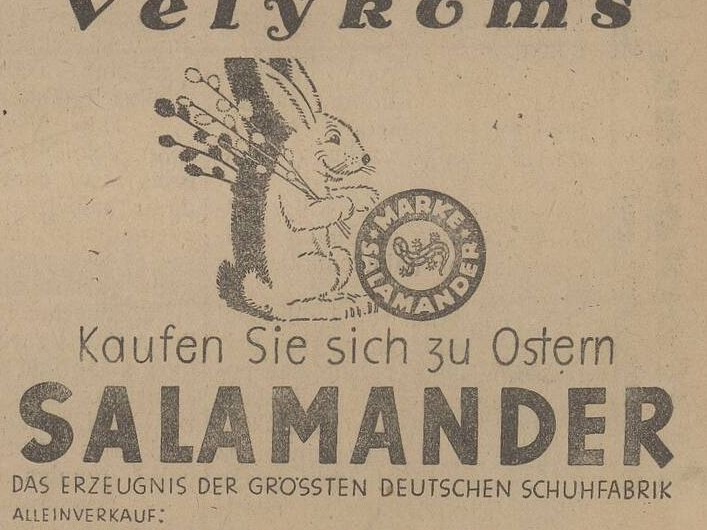 Velykoms
MARKE
SALAMANDER
Kaufen Sie sich zu Ostern
SALAMANDER
DAS ERZEUGNIS DER GRÖSSTEN DEUTSCHEN SCHUHFABRIK
ALLEINVERKAUF: